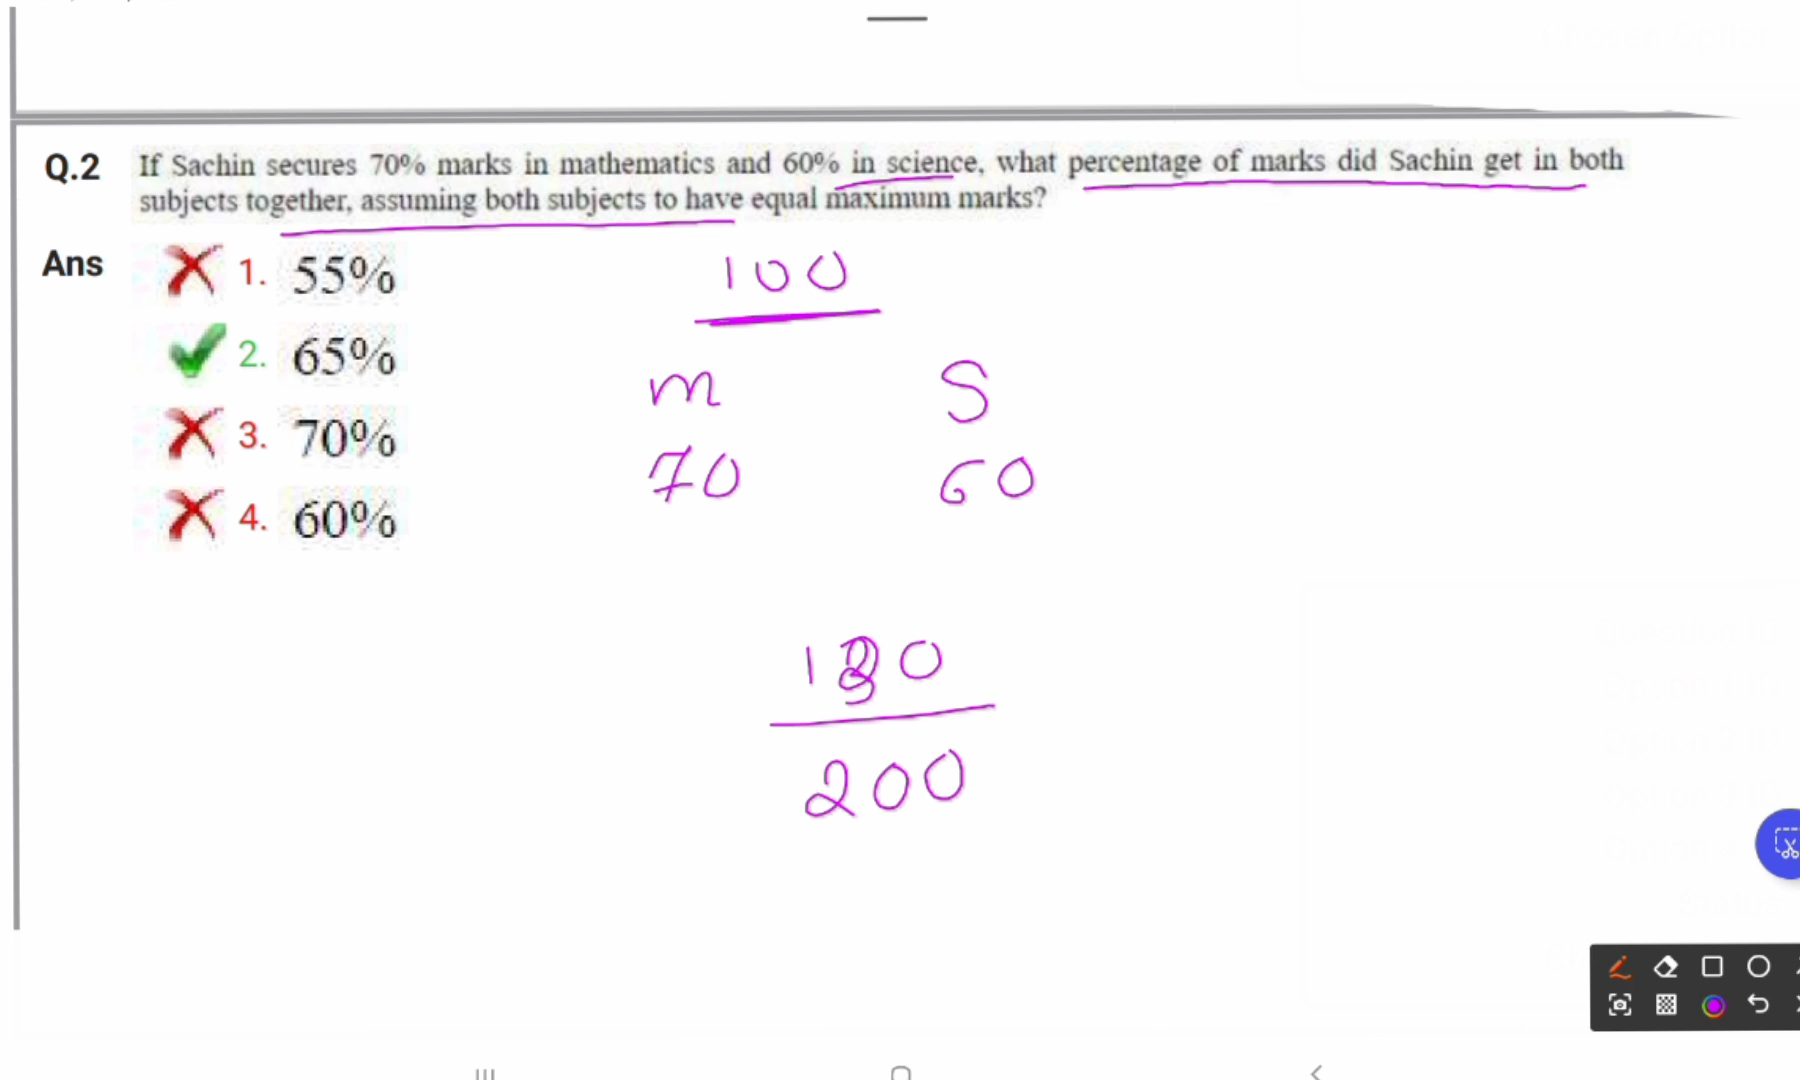 Q.2 If Sachin secures 70% marks in mathematics and 60% in science, what percentage of marks did Sachin get in both
subjects together, assuming both subjects to have equal maximum marks?
Ans 1. 55%
2. 65%
3. 70%
4. 60%
100
m S
70 60
130
200